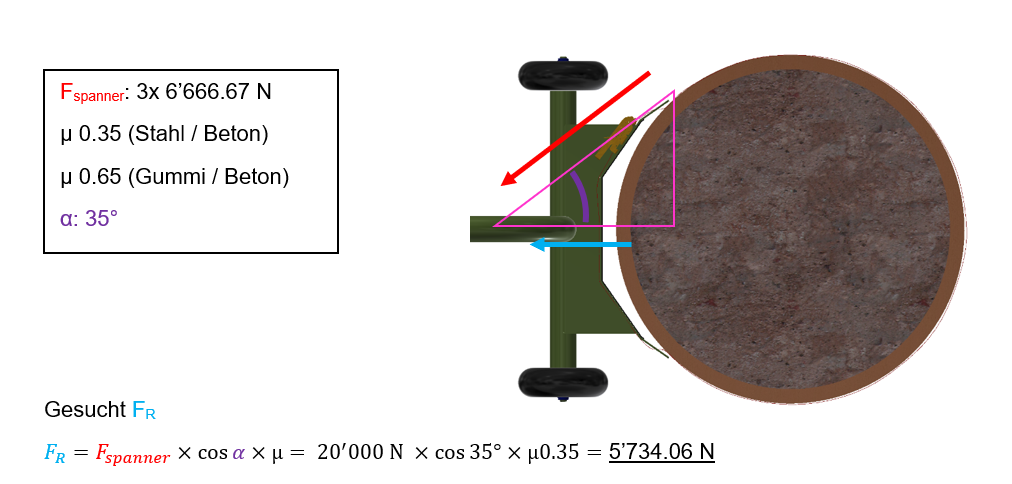 Fspanner: 3x 6’666.67 N
µ 0.35 (Stahl / Beton)
µ 0.65 (Gummi / Beton)
α: 35°
Gesucht FR
FR = Fspanner × cos α × µ = 20′000 N × cos 35° × µ0.35 = 5’734.06 N